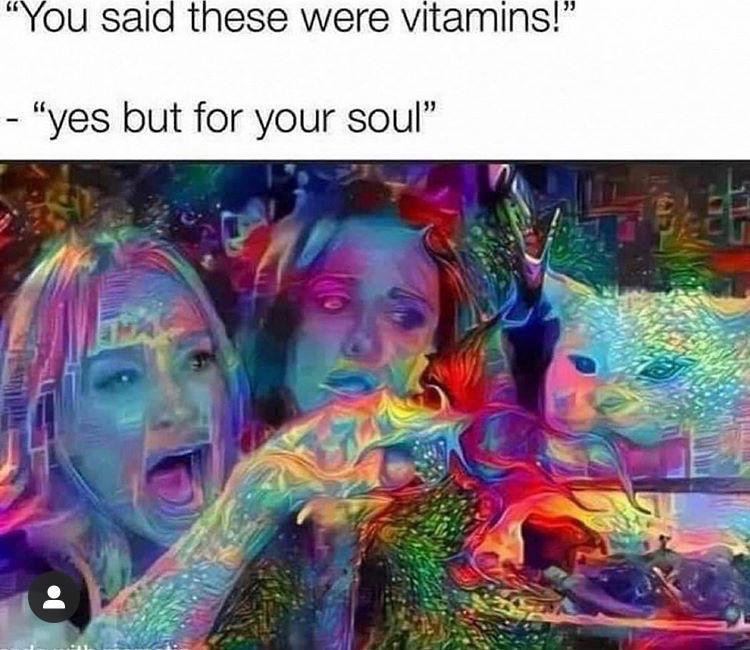 “You said these were vitamins!”
- “yes but for your soul”